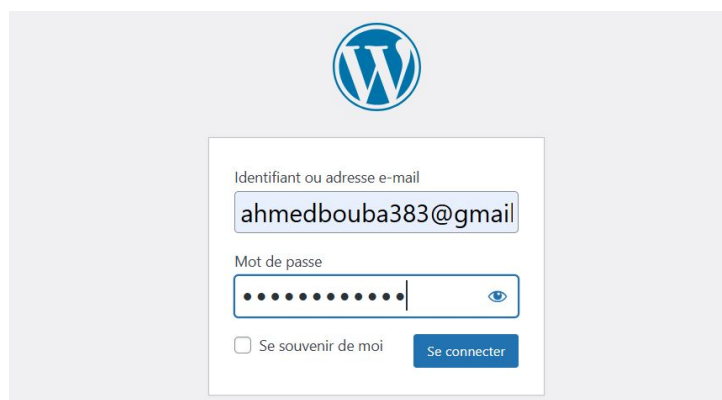 Identifiant ou adresse e-mail
ahmedbouba383@gmail
Mot de passe
••••••••••••
Se souvenir de moi
Se connecter